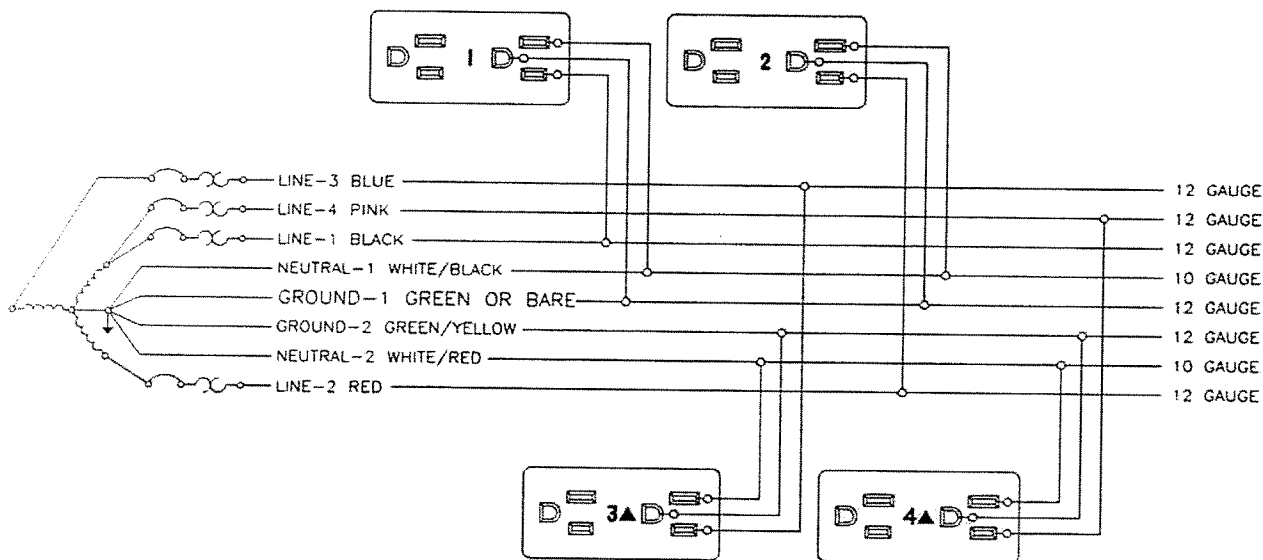 1
2
LINE-3 BLUE
12 GAUGE
LINE-4 PINK
12 GAUGE
LINE-1 BLACK
12 GAUGE
NEUTRAL-1 WHITE/BLACK
10 GAUGE
GROUND-1 GREEN OR BARE
12 GAUGE
GROUND-2 GREEN/YELLOW
12 GAUGE
NEUTRAL-2 WHITE/RED
10 GAUGE
LINE-2 RED
12 GAUGE
3▲
4▲